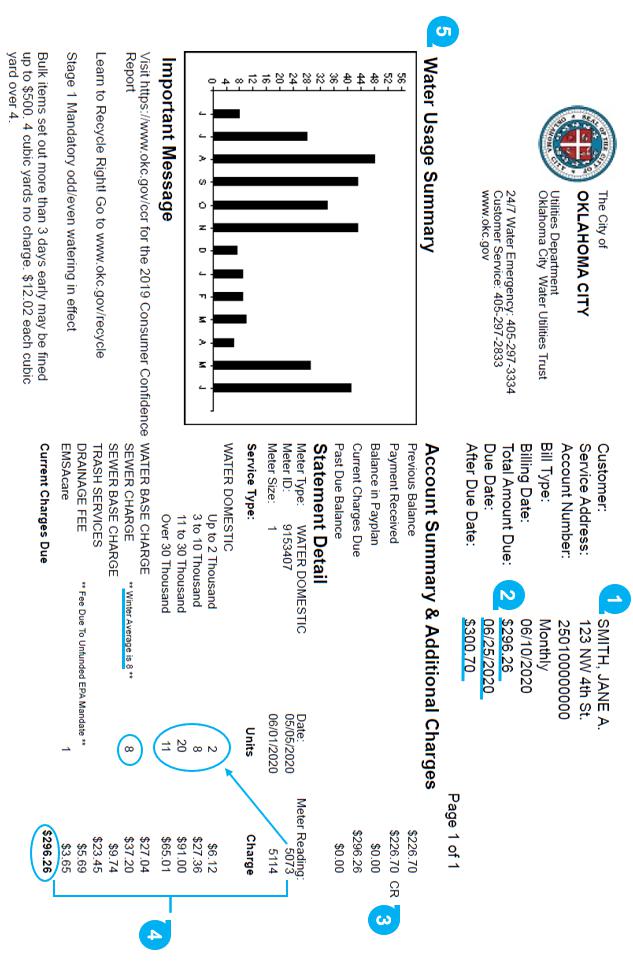 The City of
OKLAHOMA CITY
Utilities Department
Oklahoma City Water Utilities Trust
24/7 Water Emergency: 405-297-3334
Customer Service: 405-297-2833
www.okc.gov
SEAL OF THE CITY OF OKLAHOMA CITY
1
Customer: SMITH, JANE A.
Service Address: 123 NW 4th St.
Account Number: 250100000000
Bill Type: Monthly
Billing Date: 06/10/2020
2
Total Amount Due: $296.26
Due Date: 06/25/2020
After Due Date: $300.70
Page 1 of 1
5
Water Usage Summary
56
52
48
44
40
36
32
28
24
20
16
12
8
4
0
J J A S O N D J F M A M J
Important Message
Visit https://www.okc.gov/ccr for the 2019 Consumer Confidence
Report
Learn to Recycle Right! Go to www.okc.gov/recycle
Stage 1 Mandatory odd/even watering in effect
Bulk items set out more than 3 days early may be fined
up to $500. 4 cubic yards no charge. $12.02 each cubic
yard over 4.
Account Summary & Additional Charges
Previous Balance $226.70
Payment Received $226.70 CR
3
Balance in Payplan $0.00
Current Charges Due $296.26
Past Due Balance $0.00
Statement Detail
Meter Type: WATER DOMESTIC Date: Meter Reading:
Meter ID: 9153407 05/05/2020 5073
Meter Size: 1 06/01/2020 5114
Service Type: Units Charge
WATER DOMESTIC
Up to 2 Thousand 2 $6.12
3 to 10 Thousand 8 $27.36
11 to 30 Thousand 20 $91.00
Over 30 Thousand 11 $65.01
4
WATER BASE CHARGE $27.04
SEWER CHARGE ** Winter Average is 8 ** 8 $37.20
SEWER BASE CHARGE $9.74
TRASH SERVICES $23.45
DRAINAGE FEE ** Fee Due To Unfunded EPA Mandate ** $5.69
EMSAcare 1 $3.65
Current Charges Due $296.26